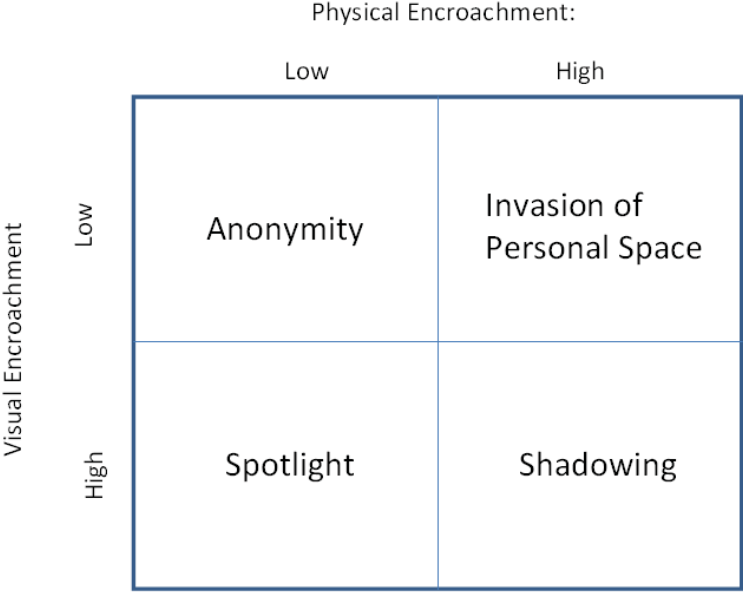 Physical Encroachment:
Low
High
Visual Encroachment
Low
Anonymity
Invasion of
Personal Space
High
Spotlight
Shadowing